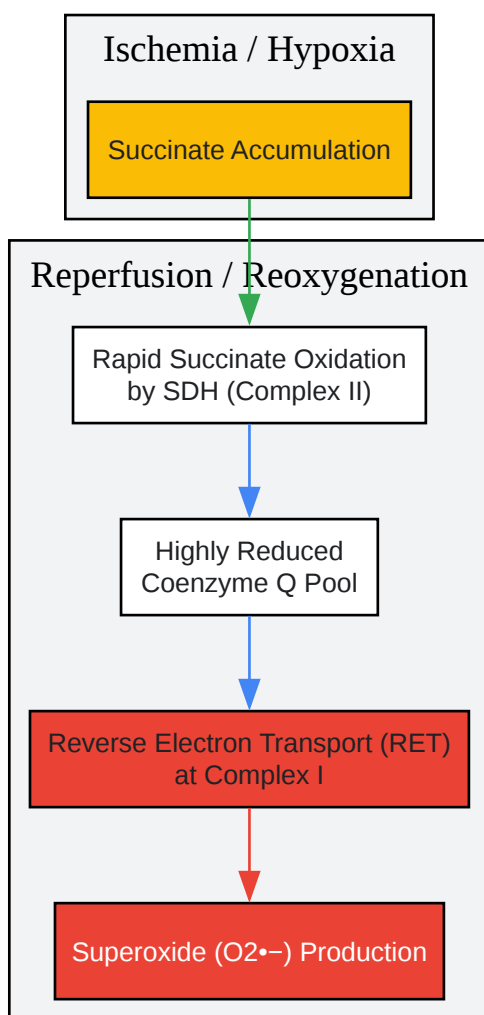 Ischemia / Hypoxia
Succinate Accumulation
Reperfusion / Reoxygenation
Rapid Succinate Oxidation
by SDH (Complex II)
Highly Reduced
Coenzyme Q Pool
Reverse Electron Transport (RET)
at Complex I
Superoxide (O2•−) Production